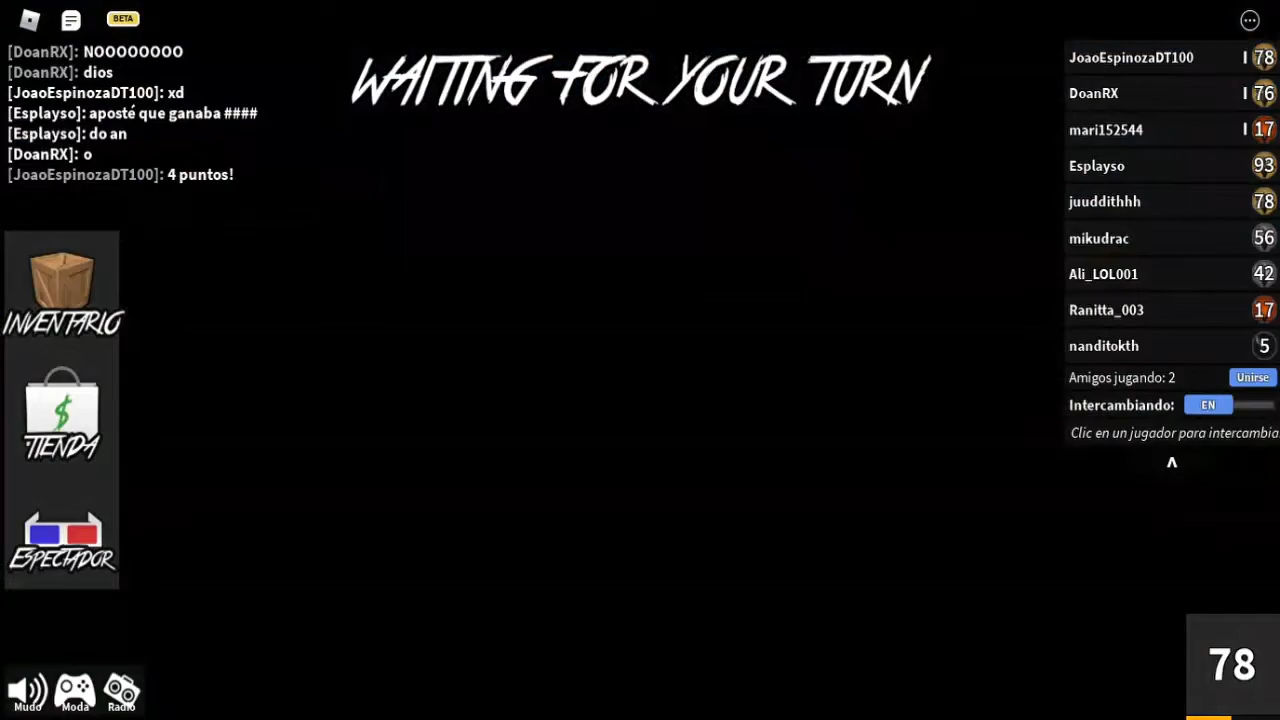 BETA
[DoanRX]: NOOOOOOOO
[DoanRX]: dios
[JoaoEspinozaDT100]: xd
[Esplayso]: aposté que ganaba ####
[Esplayso]: do an
[DoanRX]: o
[JoaoEspinozaDT100]: 4 puntos!
WAITING FOR YOUR TURN
JoaoEspinozaDT100 I 78
DoanRX I 76
mari152544 I 17
Esplayso 93
juuddithhh 78
mikudrac 56
Ali_LOL001 42
Ranitta_003 17
nanditokth 5
Amigos jugando: 2 Unirse
Intercambiando: EN
Clic en un jugador para intercambia
INVENTARIO
$
TIENDA
ESPECTADOR
Mudo Moda Radio
78